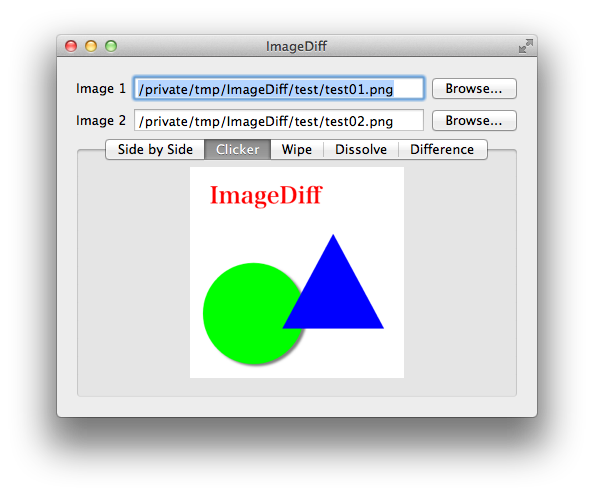 ImageDiff
Image 1 /private/tmp/ImageDiff/test/test01.png Browse...
Image 2 /private/tmp/ImageDiff/test/test02.png Browse...
Side by Side Clicker Wipe Dissolve Difference
ImageDiff